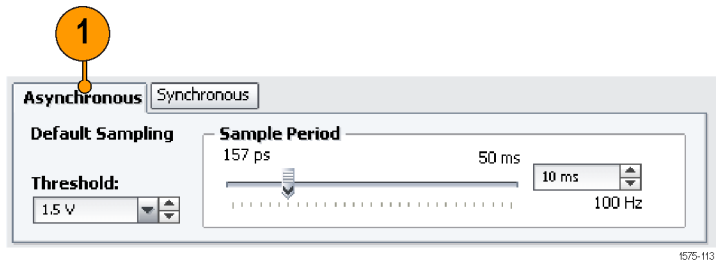 1
Asynchronous Synchronous
Default Sampling
Sample Period
157 ps 50 ms
10 ms
Threshold:
1.5 V
100 Hz
1575-113